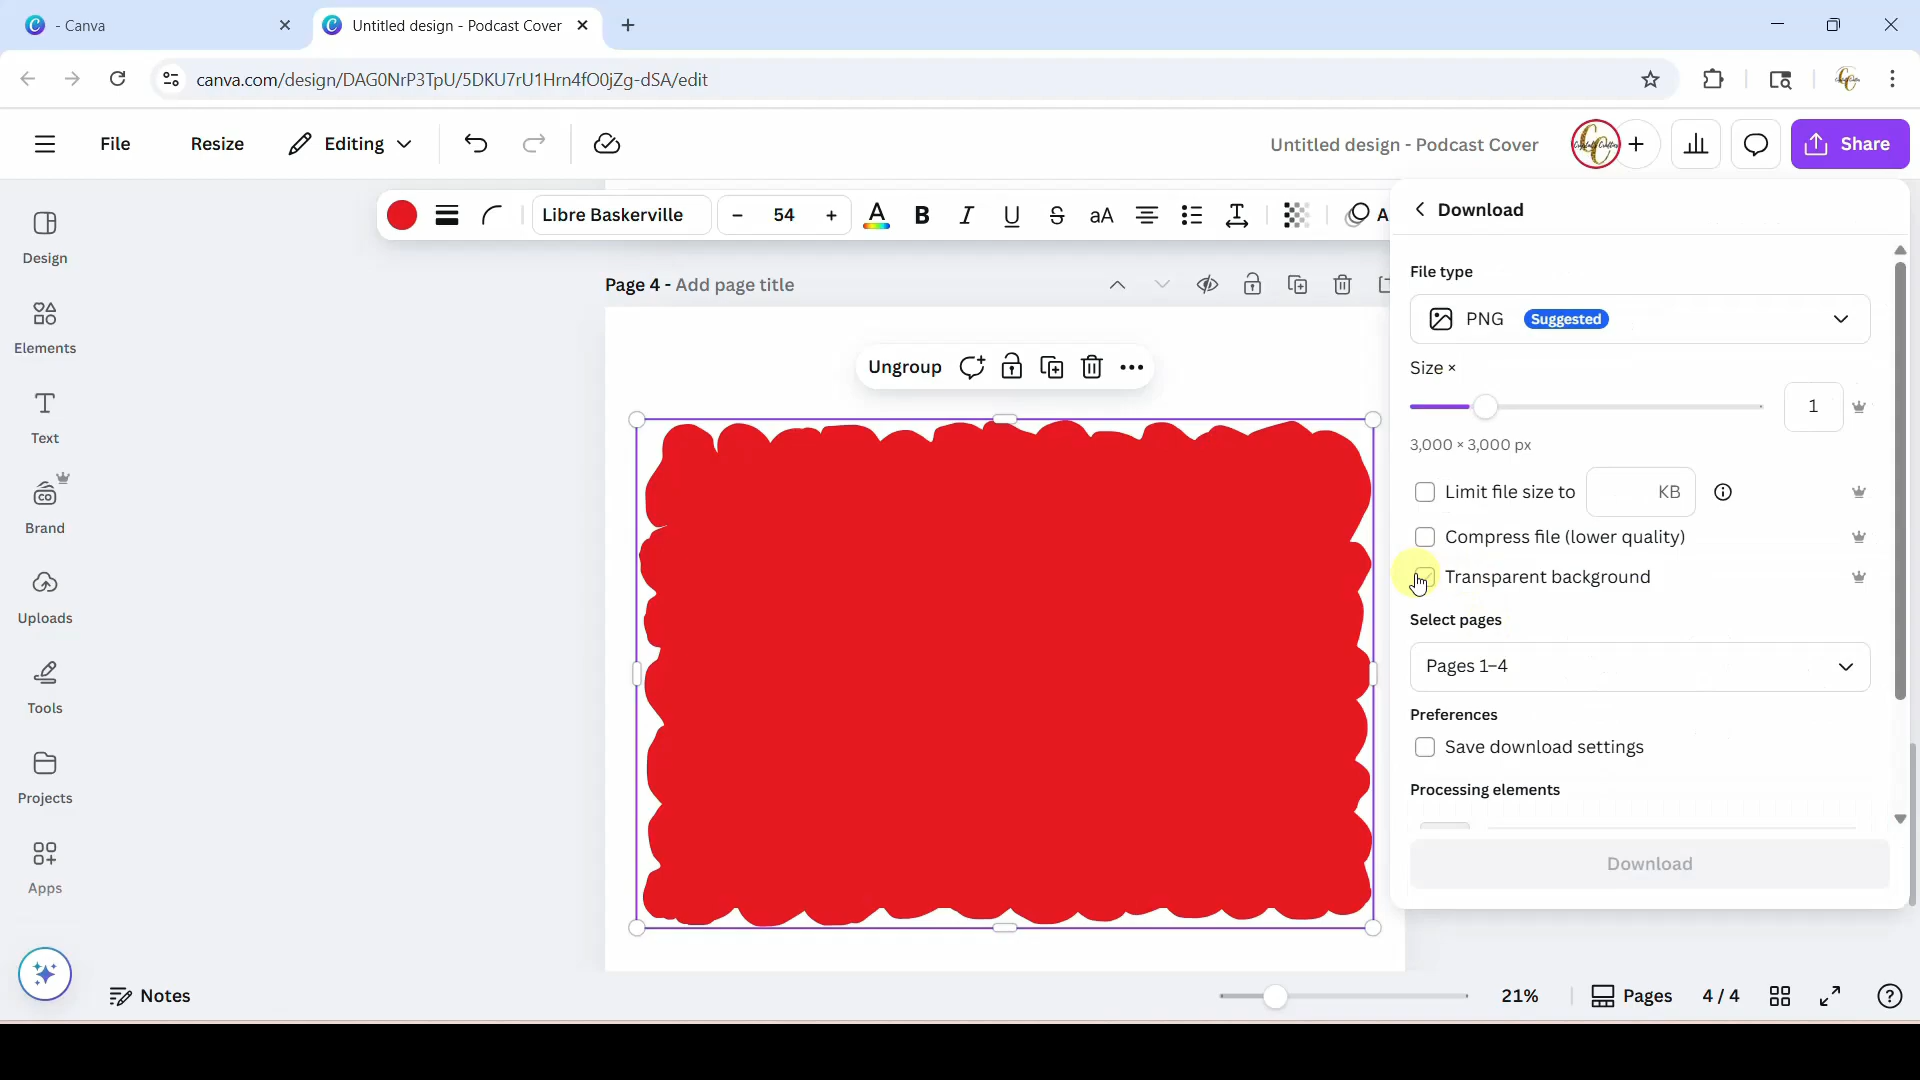 - Canva
Untitled design - Podcast Cover
canva.com/design/DAG0NrP3TpU/5DKU7rU1Hrn4fO0jZg-dSA/edit
File
Resize
Editing
Untitled design - Podcast Cover
Share
Libre Baskerville
- 54 +
A B I U S aA T A
Download
Design
Elements
Text
Brand
Uploads
Tools
Projects
Apps
Page 4 - Add page title
Ungroup
File type
PNG Suggested
Size ×
1
3,000 × 3,000 px
Limit file size to KB
Compress file (lower quality)
Transparent background
Select pages
Pages 1–4
Preferences
Save download settings
Processing elements
Download
Notes
21%
Pages
4 / 4